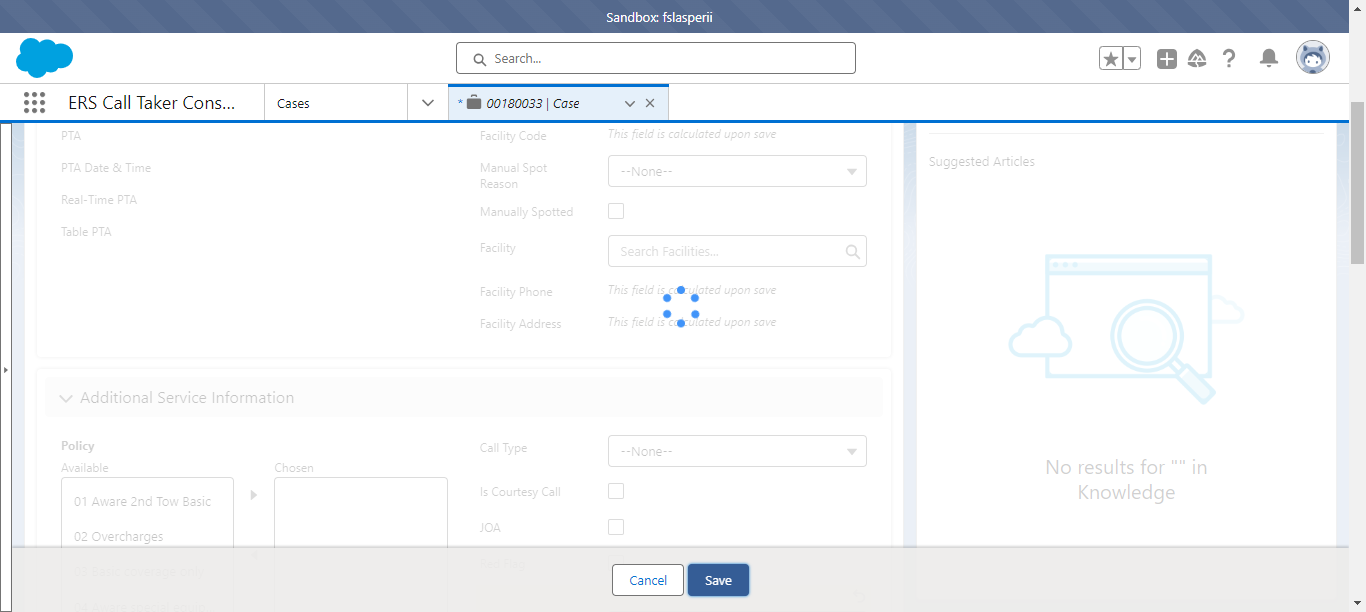 Sandbox: fslasperii
Search...
ERS Call Taker Cons...
Cases
* 00180033 | Case
PTA
PTA Date & Time
Real-Time PTA
Table PTA
Facility Code
This field is calculated upon save
Manual Spot
Reason
--None--
Manually Spotted
Facility
Search Facilities...
Facility Phone
This field is calculated upon save
Facility Address
This field is calculated upon save
Additional Service Information
Policy
Available
Chosen
01 Aware 2nd Tow Basic
02 Overcharges
Call Type
--None--
Is Courtesy Call
JOA
Suggested Articles
No results for "" in
Knowledge
Cancel
Save